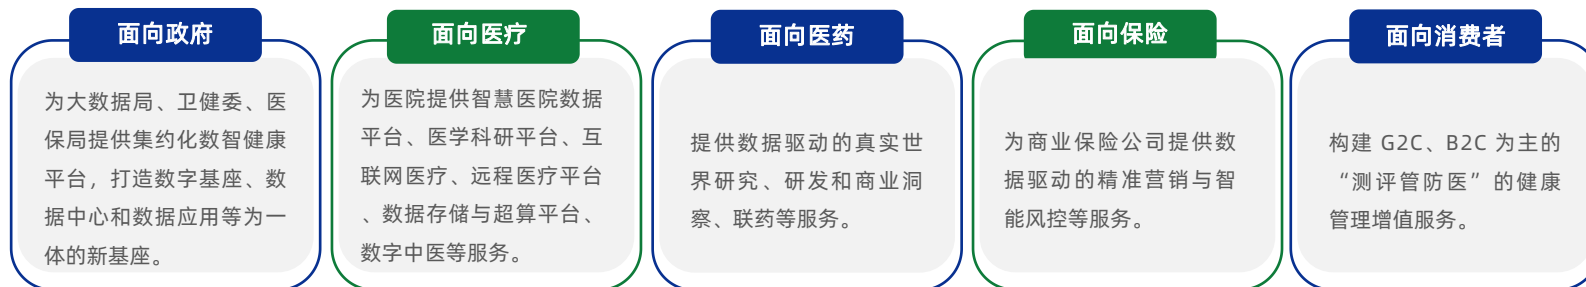 面向政府
为大数据局、卫健委、医
保局提供集约化数智健康
平台，打造数字基座、数
据中心和数据应用等为一
体的新基座。
面向医疗
为医院提供智慧医院数据
平台、医学科研平台、互
联网医疗、远程医疗平台
、数据存储与超算平台、
数字中医等服务。
面向医药
提供数据驱动的真实世
界研究、研发和商业洞
察、联药等服务。
面向保险
为商业保险公司提供数
据驱动的精准营销与智
能风控等服务。
面向消费者
构建 G2C、B2C 为主的
“测评管防医”的健康
管理增值服务。